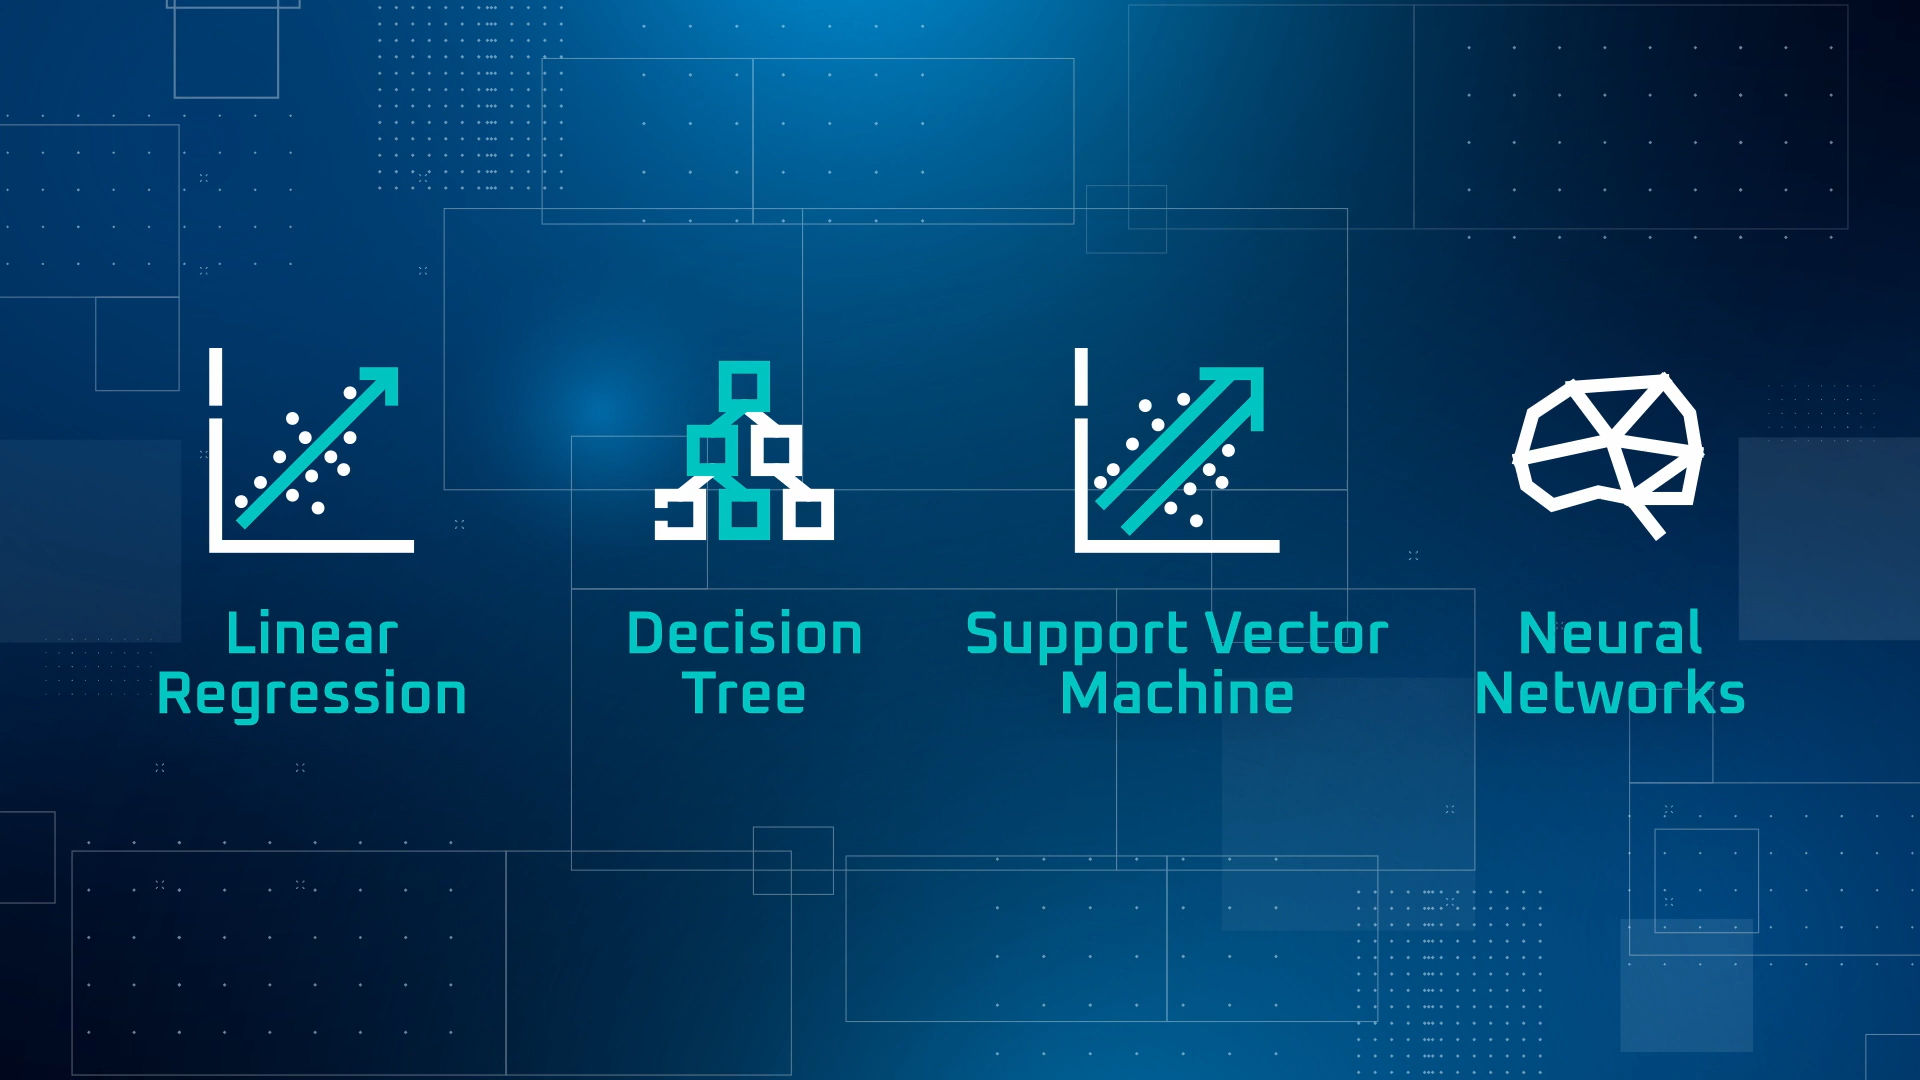 Linear
Regression
Decision
Tree
Support Vector
Machine
Neural
Networks